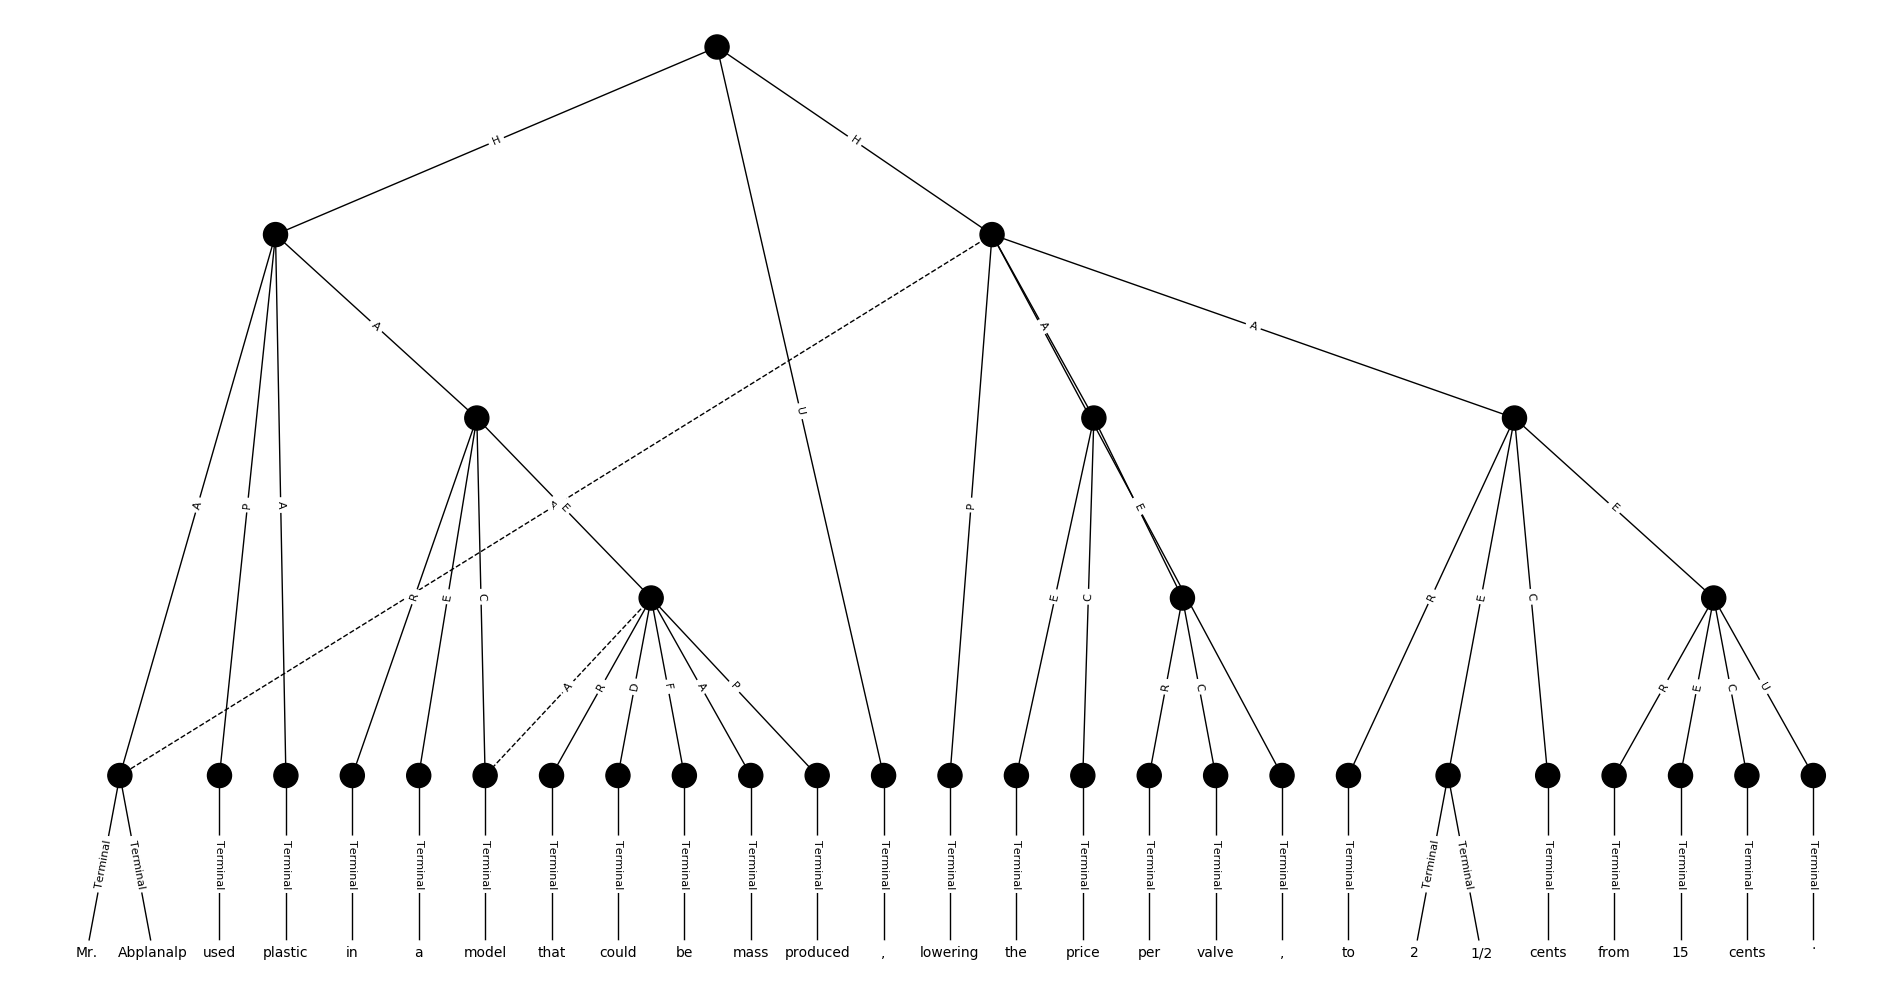 H H
U
A A A
A P A A E P E E
R E C E C R E C
A R D F A P R C R E C U
Terminal Terminal Terminal Terminal Terminal Terminal Terminal Terminal Terminal Terminal Terminal Terminal Terminal Terminal Terminal Terminal Terminal Terminal Terminal Terminal Terminal Terminal Terminal Terminal Terminal Terminal Terminal
Mr. Abplanalp used plastic in a model that could be mass produced , lowering the price per valve , to 2 1/2 cents from 15 cents .